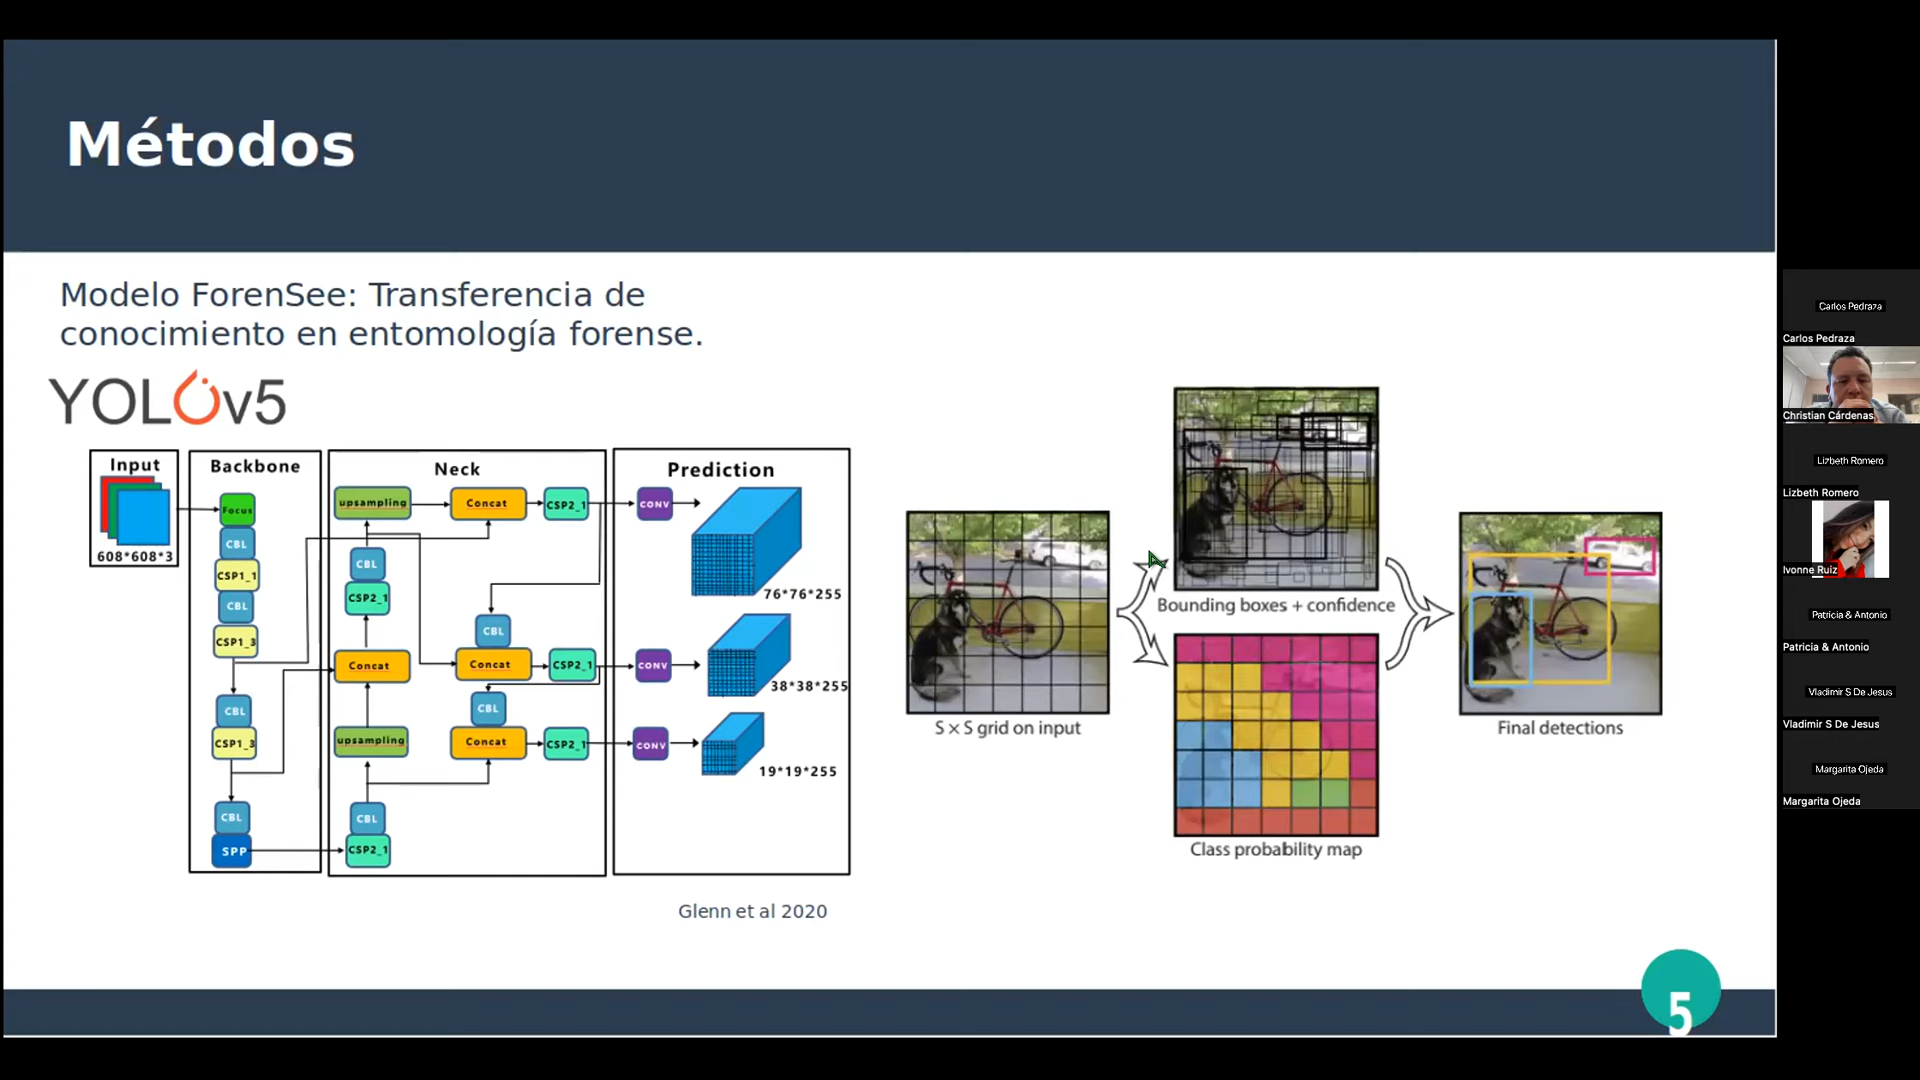 Métodos
Modelo ForenSee: Transferencia de
conocimiento en entomología forense.
YOLOv5
Input
608*608*3
Backbone
Focus
CBL
CSP1_1
CBL
CSP1_3
CBL
CSP1_3
CBL
SPP
Neck
upsampling
Concat
CSP2_1
CBL
CSP2_1
CBL
Concat
Concat
CSP2_1
CBL
upsampling
Concat
CSP2_1
CBL
CSP2_1
Prediction
CONV
76*76*255
CONV
38*38*255
CONV
19*19*255
Glenn et al 2020
S × S grid on input
Bounding boxes + confidence
Class probability map
Final detections
5
Carlos Pedraza
Carlos Pedraza
Christian Cárdenas
Lizbeth Romero
Lizbeth Romero
Ivonne Ruiz
Patricia & Antonio
Patricia & Antonio
Vladimir S De Jesus
Vladimir S De Jesus
Margarita Ojeda
Margarita Ojeda